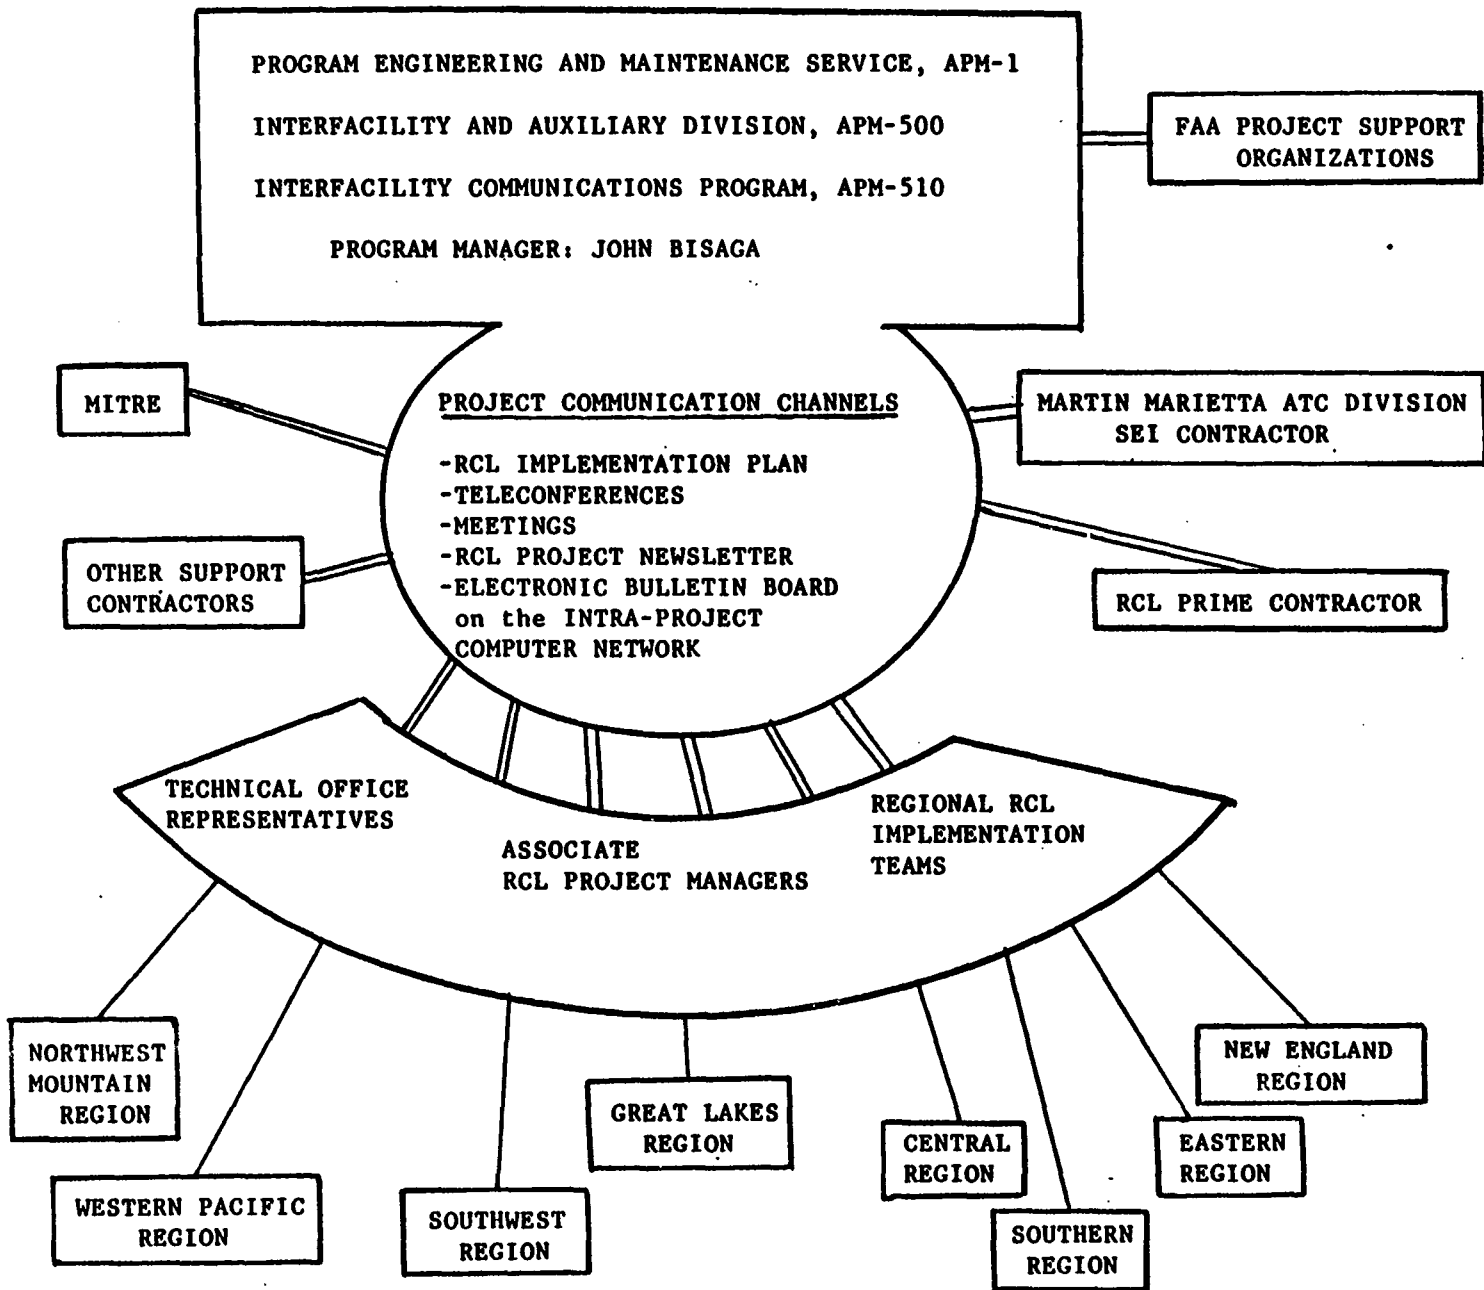 PROGRAM ENGINEERING AND MAINTENANCE SERVICE, APM-1
INTERFACILITY AND AUXILIARY DIVISION, APM-500
INTERFACILITY COMMUNICATIONS PROGRAM, APM-510
PROGRAM MANAGER: JOHN BISAGA
FAA PROJECT SUPPORT
ORGANIZATIONS
MITRE
PROJECT COMMUNICATION CHANNELS
-RCL IMPLEMENTATION PLAN
-TELECONFERENCES
-MEETINGS
-RCL PROJECT NEWSLETTER
-ELECTRONIC BULLETIN BOARD
on the INTRA-PROJECT
COMPUTER NETWORK
MARTIN MARIETTA ATC DIVISION
SEI CONTRACTOR
OTHER SUPPORT
CONTRACTORS
RCL PRIME CONTRACTOR
TECHNICAL OFFICE
REPRESENTATIVES
ASSOCIATE
RCL PROJECT MANAGERS
REGIONAL RCL
IMPLEMENTATION
TEAMS
NORTHWEST
MOUNTAIN
REGION
WESTERN PACIFIC
REGION
SOUTHWEST
REGION
GREAT LAKES
REGION
CENTRAL
REGION
SOUTHERN
REGION
EASTERN
REGION
NEW ENGLAND
REGION